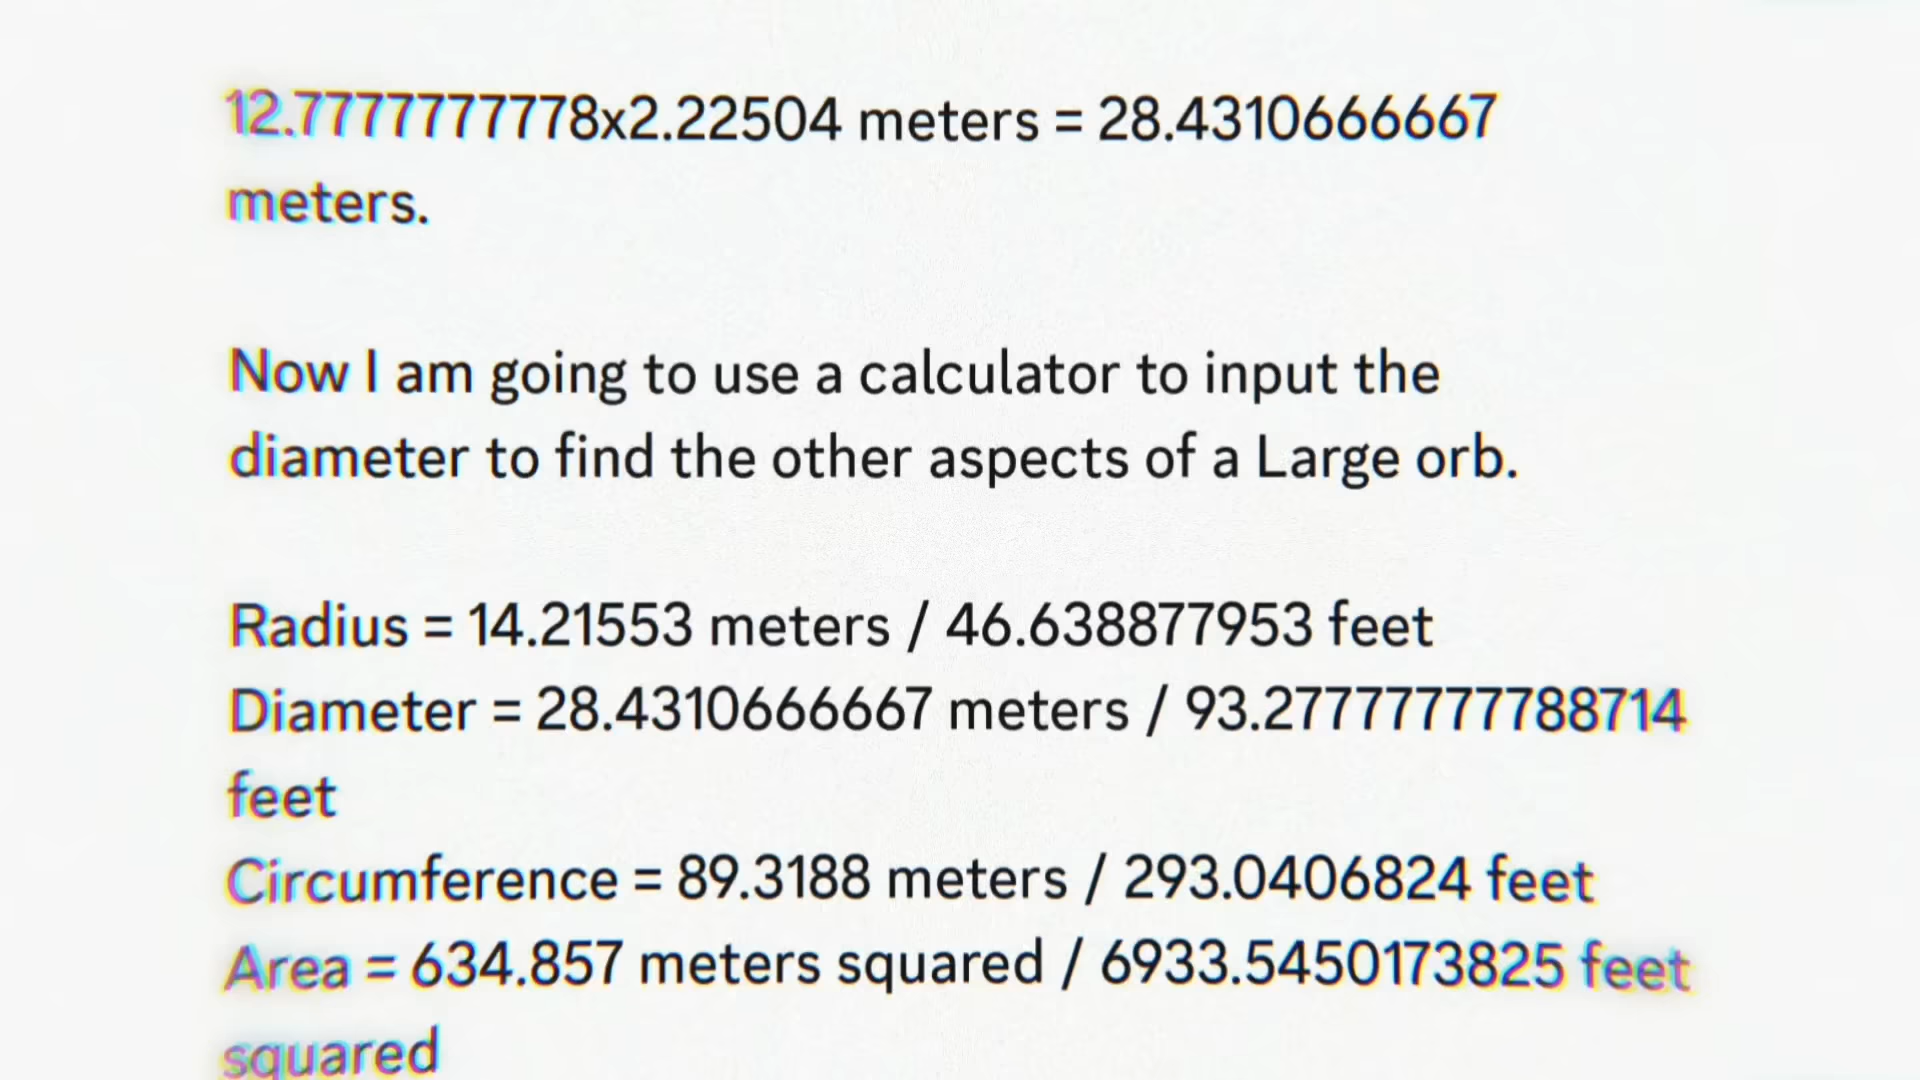 12.7777777778x2.22504 meters = 28.4310666667
meters.
Now I am going to use a calculator to input the
diameter to find the other aspects of a Large orb.
Radius = 14.21553 meters / 46.638877953 feet
Diameter = 28.4310666667 meters / 93.27777777788714
feet
Circumference = 89.3188 meters / 293.0406824 feet
Area = 634.857 meters squared / 6933.5450173825 feet
squared